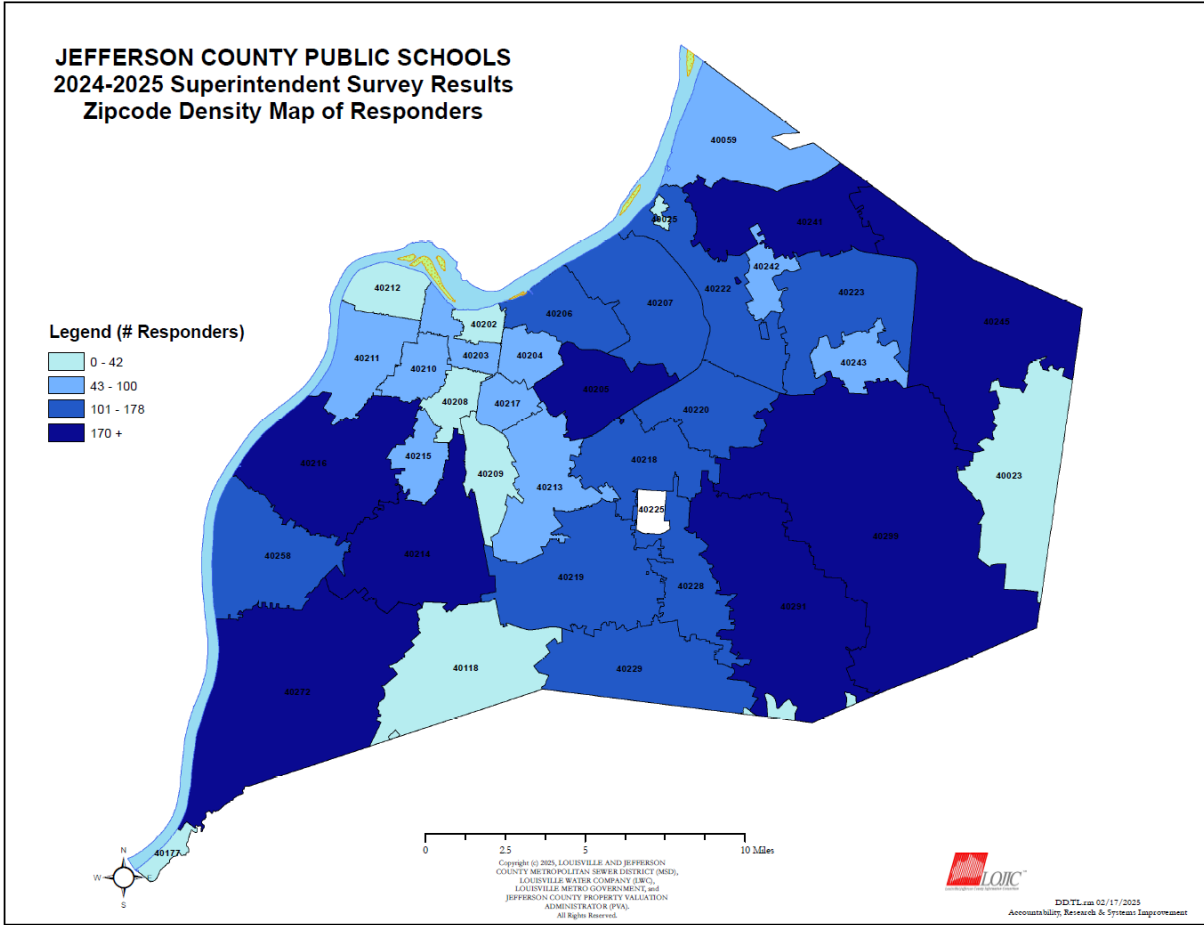 JEFFERSON COUNTY PUBLIC SCHOOLS
2024-2025 Superintendent Survey Results
Zipcode Density Map of Responders
40059
40241
40025
40242
40222
40223
40207
40212
40202
40206
40245
Legend (# Responders)
0 - 42
43 - 100
101 - 178
170 +
40211
40203
40204
40210
40243
40205
40208
40217
40220
40216
40215
40218
40209
40213
40023
40225
40299
40258
40214
40219
40228
40291
40118
40229
40272
40177
N
W
E
S
0
2.5
5
10 Miles
Copyright (c) 2025, LOUISVILLE AND JEFFERSON
COUNTY METROPOLITAN SEWER DISTRICT (MSD),
LOUISVILLE WATER COMPANY (LWC),
LOUISVILLE METRO GOVERNMENT, and
JEFFERSON COUNTY PROPERTY VALUATION
ADMINISTRATOR (PVA).
All Rights Reserved.
LOJIC
DD:TL:rm 02/17/2025
Accountability, Research & Systems Improvement